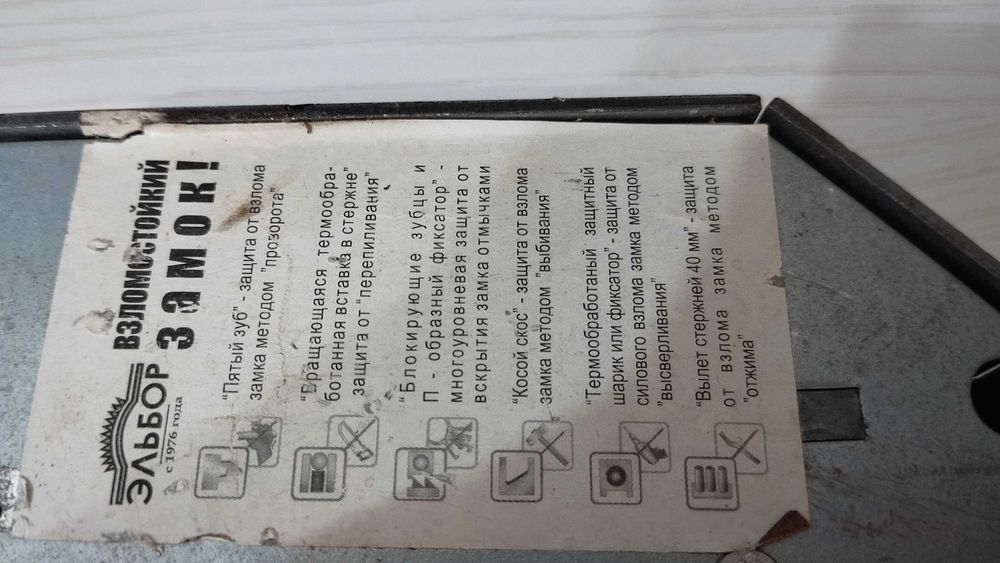 ЭЛЬБОР
с 1976 года
ВЗЛОМОСТОЙКИЙ
Замок!
“Пятый зуб” - защита от взлома
замка методом "проворота"
“Вращающаяся термообра-
ботанная вставка в стержне”
защита от “перепиливания”
“Блокирующие зубцы и
П - образный фиксатор” -
многоуровневая защита от
вскрытия замка отмычками
“Косой скос” - защита от взлома
замка методом "выбивания"
“Термообработаный защитный
шарик или фиксатор” - защита от
силового взлома замка методом
"высверливания"
“Вылет стержней 40 мм” - защита
от взлома замка методом
"отжима"